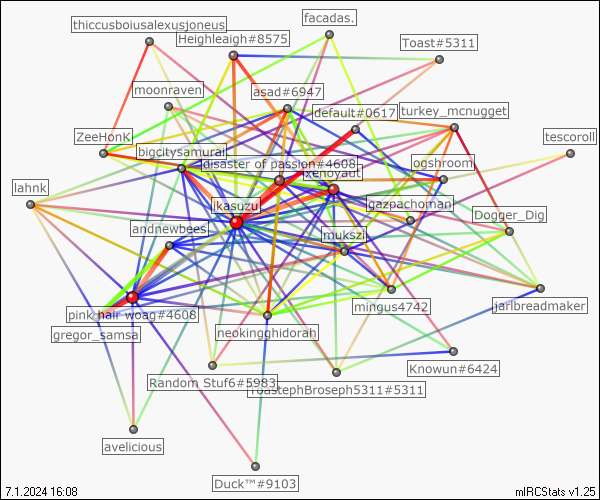 thiccusboiusalexusjoneus
facadas.
Heighleaigh#8575
Toast#5311
moonraven
asad#6947
default#0617
turkey_mcnugget
ZeeHonK
bigcitysamurai
disaster of passion#4608
xenoyaut
ogshroom
tescoroll
lahnk
ikasuzu
gazpachoman
Dogger_Dig
andnewbees
mukszi
pink hair woag#4608
mingus4742
jarlbreadmaker
gregor_samsa
neokingghidorah
Knowun#6424
Random Stuf6#5983
ToastephBroseph5311#5311
avelicious
Duck™#9103
7.1.2024 16:08
mIRCStats v1.25